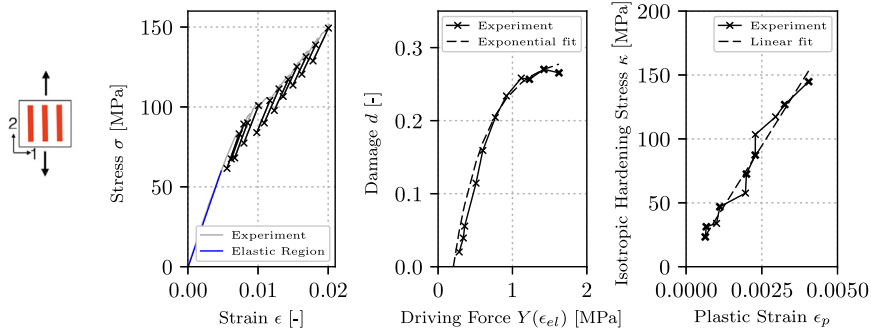 2
1
Stress σ [MPa]
150
100
50
0
0.00
0.01
0.02
Strain ϵ [-]
Experiment
Elastic Region
Damage d [-]
0.3
0.2
0.1
0.0
0
1
2
Driving Force Y(ϵel) [MPa]
Experiment
Exponential fit
Isotropic Hardening Stress κ [MPa]
200
150
100
50
0
0.0000
0.0025
0.0050
Plastic Strain ϵp
Experiment
Linear fit